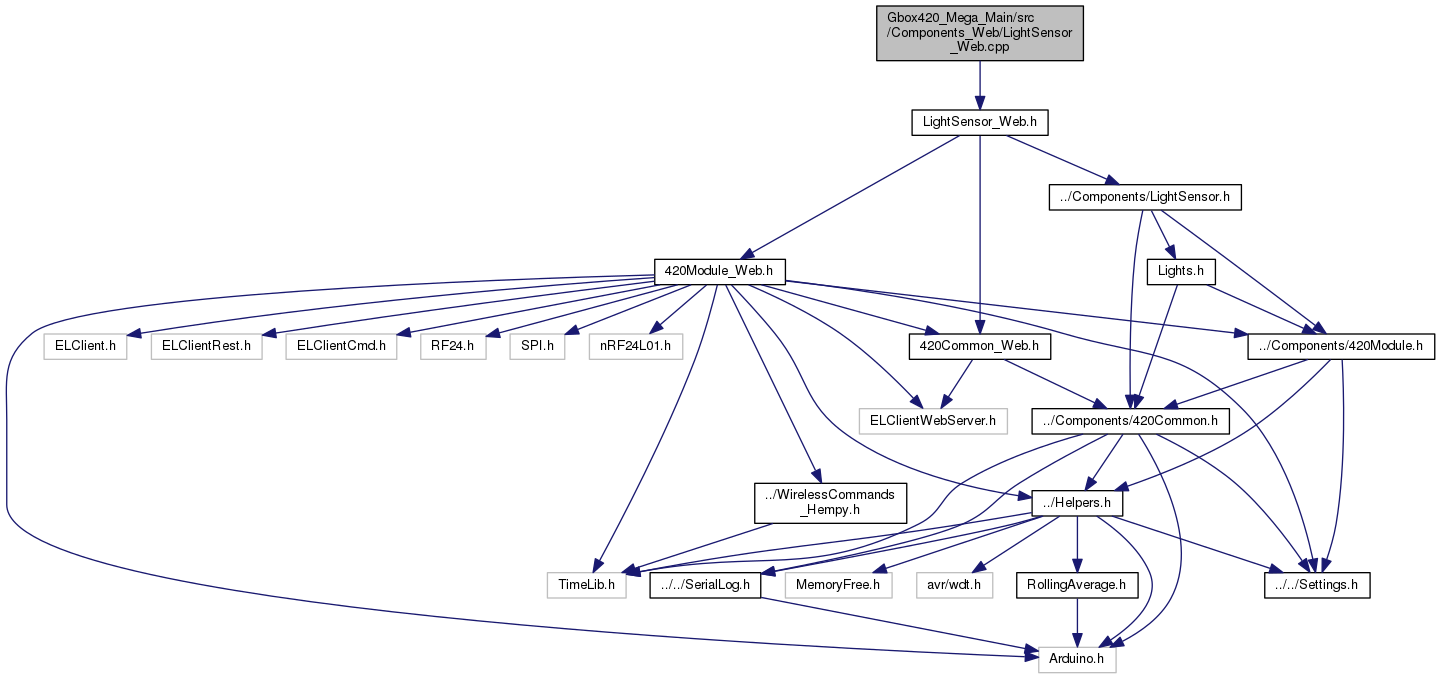 Gbox420_Mega_Main/src
/Components_Web/LightSensor
_Web.cpp
LightSensor_Web.h
../Components/LightSensor.h
420Module_Web.h
Lights.h
ELClient.h
ELClientRest.h
ELClientCmd.h
RF24.h
SPI.h
nRF24L01.h
420Common_Web.h
../Components/420Module.h
ELClientWebServer.h
../Components/420Common.h
../WirelessCommands
_Hempy.h
../Helpers.h
TimeLib.h
../../SerialLog.h
MemoryFree.h
avr/wdt.h
RollingAverage.h
../../Settings.h
Arduino.h